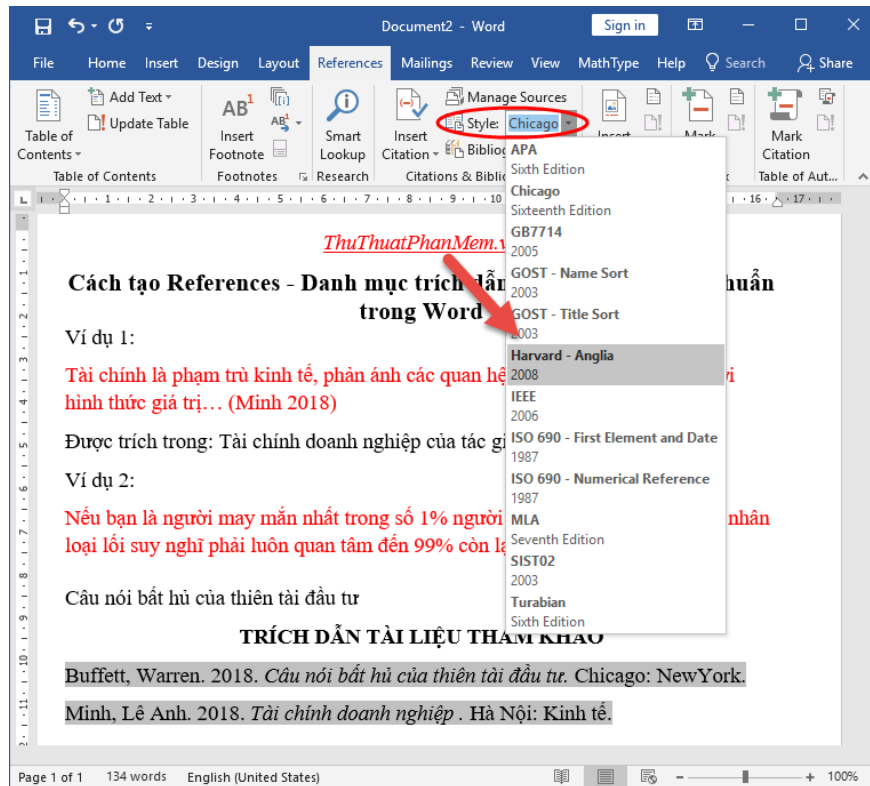 Document2 - Word
Sign in
File Home Insert Design Layout References Mailings Review View MathType Help Search Share
Table of Contents
Add Text
Update Table
Table of Contents
AB1
Insert Footnote
AB1
Footnotes
Smart Lookup
Research
Insert Citation
Manage Sources
Style: Chicago
Citations & Biblio
Mark Citation
Table of Aut...
APA
Sixth Edition
Chicago
Sixteenth Edition
GB7714
2005
GOST - Name Sort
2003
GOST - Title Sort
2003
Harvard - Anglia
2008
IEEE
2006
ISO 690 - First Element and Date
1987
ISO 690 - Numerical Reference
1987
MLA
Seventh Edition
SIST02
2003
Turabian
Sixth Edition
ThuThuatPhanMem.v
Cách tạo References - Danh mục trích dẫn huẩn
trong Word
Ví dụ 1:
Tài chính là phạm trù kinh tế, phản ánh các quan hệ
hình thức giá trị… (Minh 2018)
Được trích trong: Tài chính doanh nghiệp của tác gi
Ví dụ 2:
Nếu bạn là người may mắn nhất trong số 1% người nhân
loại lối suy nghĩ phải luôn quan tâm đến 99% còn lạ
Câu nói bất hủ của thiên tài đầu tư
TRÍCH DẪN TÀI LIỆU THAM KHẢO
Buffett, Warren. 2018. Câu nói bất hủ của thiên tài đầu tư. Chicago: NewYork.
Minh, Lê Anh. 2018. Tài chính doanh nghiệp . Hà Nội: Kinh tế.
Page 1 of 1 134 words English (United States) 100%